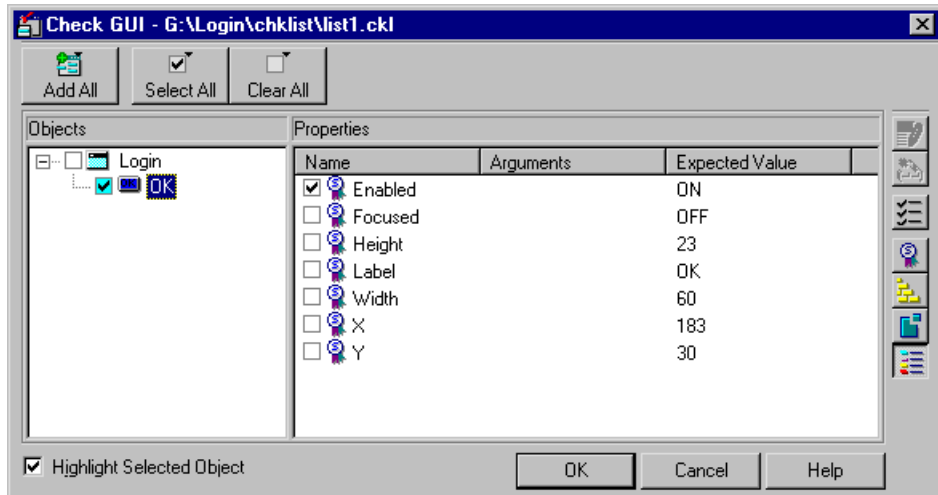 Check GUI - G:\Login\chklist\list1.ckl
Add All Select All Clear All
Objects Properties
Login Name Arguments Expected Value
OK Enabled ON
Focused OFF
Height 23
Label OK
Width 60
X 183
Y 30
Highlight Selected Object OK Cancel Help